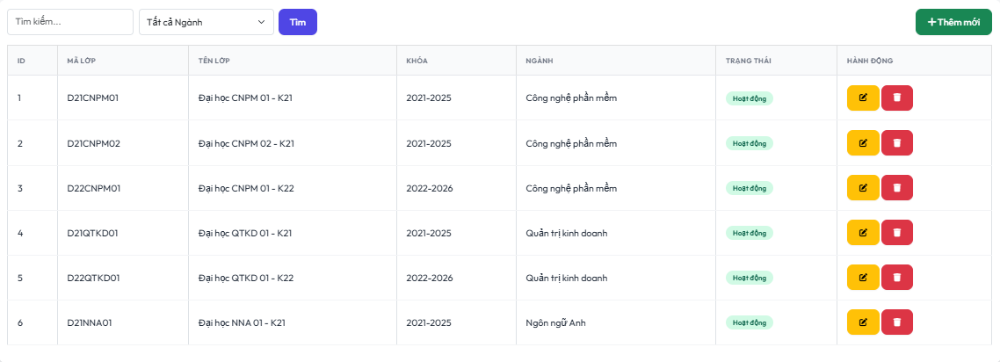 Tìm kiếm... Tất cả Ngành Tìm Thêm mới
ID MÃ LỚP TÊN LỚP KHÓA NGÀNH TRẠNG THÁI HÀNH ĐỘNG
1 D21CNPM01 Đại học CNPM 01 - K21 2021-2025 Công nghệ phần mềm Hoạt động
2 D21CNPM02 Đại học CNPM 02 - K21 2021-2025 Công nghệ phần mềm Hoạt động
3 D22CNPM01 Đại học CNPM 01 - K22 2022-2026 Công nghệ phần mềm Hoạt động
4 D21QTKD01 Đại học QTKD 01 - K21 2021-2025 Quản trị kinh doanh Hoạt động
5 D22QTKD01 Đại học QTKD 01 - K22 2022-2026 Quản trị kinh doanh Hoạt động
6 D21NNA01 Đại học NNA 01 - K21 2021-2025 Ngôn ngữ Anh Hoạt động